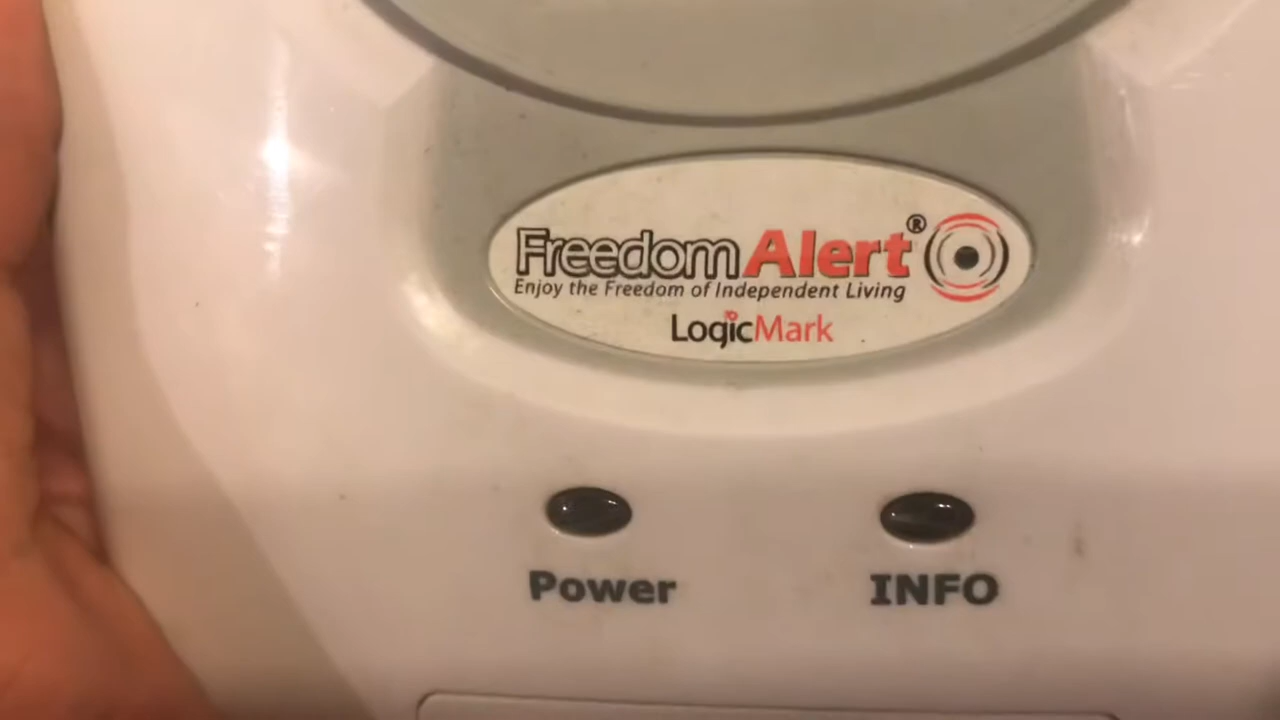 FreedomAlert®
Enjoy the Freedom of Independent Living
LogicMark
Power INFO